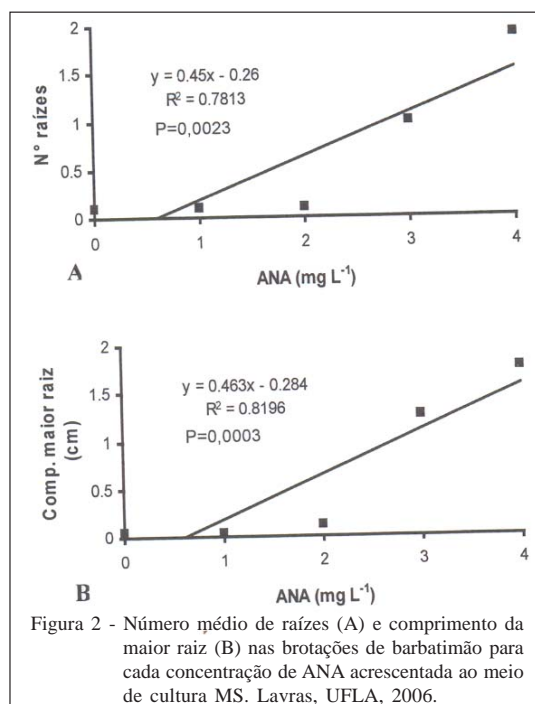 2
1.5
1
0.5
0
N° raízes
y = 0.45x - 0.26
R² = 0.7813
P=0,0023
0 1 2 3 4
A
ANA (mg L⁻¹)
2
1.5
1
0.5
0
Comp. maior raiz
(cm)
y = 0.463x - 0.284
R² = 0.8196
P=0,0003
0 1 2 3 4
B
ANA (mg L⁻¹)
Figura 2 - Número médio de raízes (A) e comprimento da
maior raiz (B) nas brotações de barbatimão para
cada concentração de ANA acrescentada ao meio
de cultura MS. Lavras, UFLA, 2006.